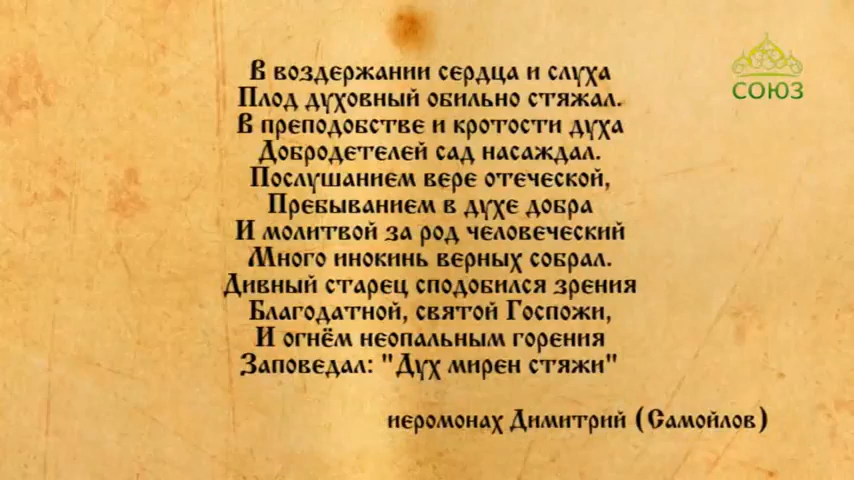 В воздержании сердца и слуха
СОЮЗ
Плод духовный обильно стяжал.
В преподобстве и кротости духа
Добродетелей сад насаждал.
Послушанием вере отеческой,
Пребыванием в духе добра
И молитвой за род человеческий
Много инокинь верных собрал.
Дивный старец сподобился зрения
Благодатной, святой Госпожи,
И огнём неопальным горения
Заповедал: "Дух мирен стяжи"
иеромонах Димитрий (Самойлов)